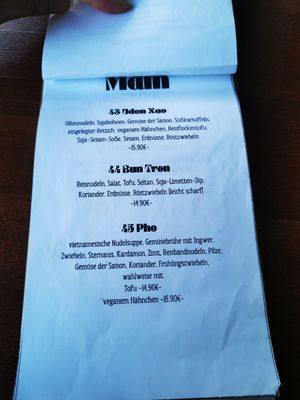 Main
43 Udon Xao
Udonnudeln, Sojabohnen, Gemüse der Saison, Süßkartoffeln,
eingelegter Rettich, veganem Hähnchen, Reisflockentofu,
Soja-Sesam-Soße, Sesam, Erdnüsse, Röstzwiebeln
-15,90€-
44 Bun Tron
Reisnudeln, Salat, Tofu, Seitan, Soja-Limetten-Dip,
Koriander, Erdnüsse, Röstzwiebeln (leicht scharf)
-14,90€-
45 Pho
vietnamesische Nudelsuppe, Gemüsebrühe mit Ingwer,
Zwiebeln, Sternanis, Kardamon, Zimt, Reisbandnudeln, Pilze,
Gemüse der Saison, Koriander, Frühlingszwiebeln,
wahlweise mit
Tofu -14,90€-
veganem Hähnchen -15,90€-